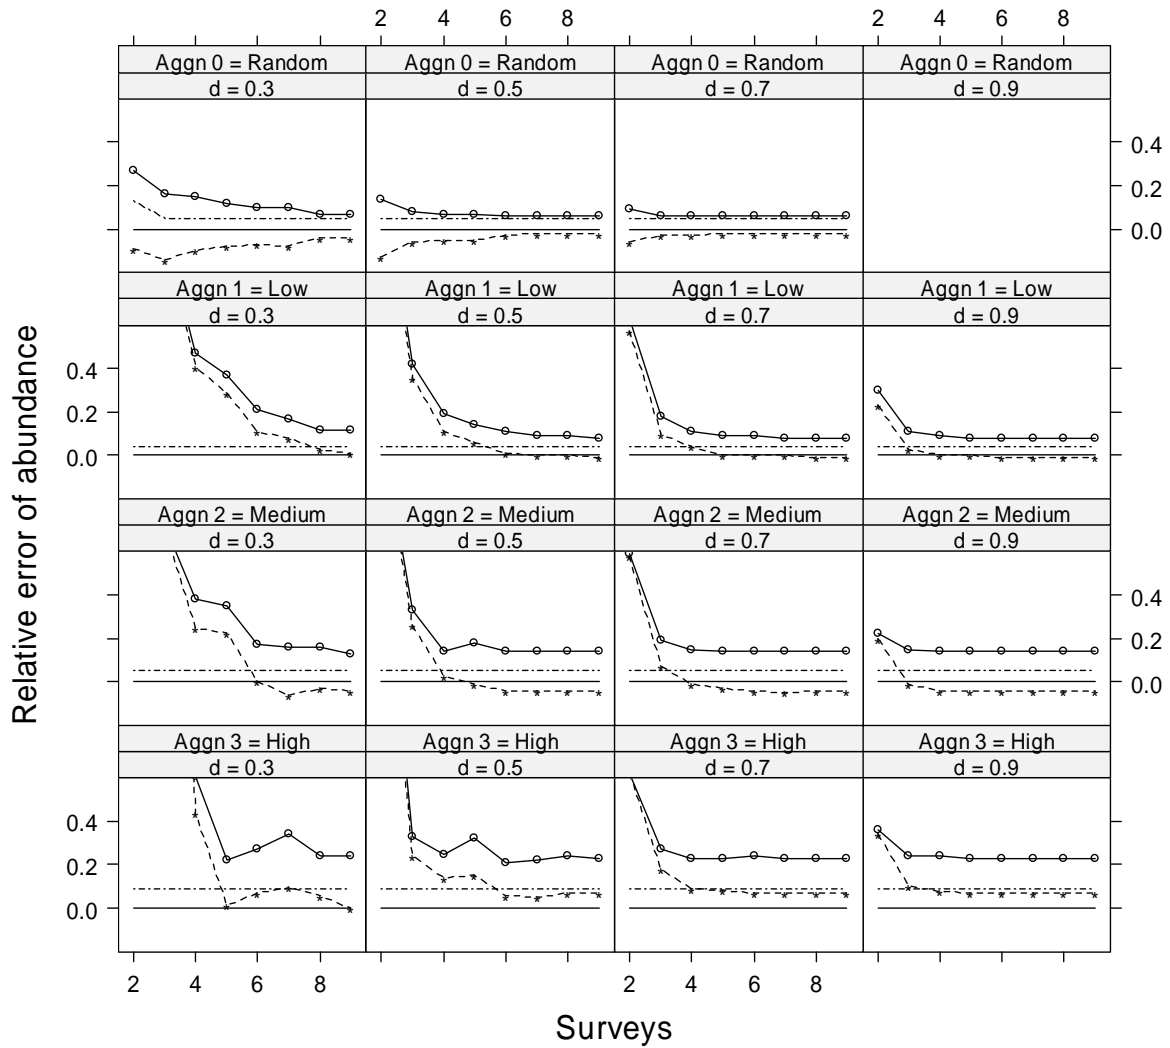 2 4 6 8 2 4 6 8
Aggn 0 = Random Aggn 0 = Random Aggn 0 = Random Aggn 0 = Random
d = 0.3 d = 0.5 d = 0.7 d = 0.9
0.4
0.2
0.0
Aggn 1 = Low Aggn 1 = Low Aggn 1 = Low Aggn 1 = Low
d = 0.3 d = 0.5 d = 0.7 d = 0.9
0.4
0.2
0.0
Relative error of abundance
Aggn 2 = Medium Aggn 2 = Medium Aggn 2 = Medium Aggn 2 = Medium
d = 0.3 d = 0.5 d = 0.7 d = 0.9
0.4
0.2
0.0
Aggn 3 = High Aggn 3 = High Aggn 3 = High Aggn 3 = High
d = 0.3 d = 0.5 d = 0.7 d = 0.9
0.4
0.2
0.0
2 4 6 8 2 4 6 8
Surveys